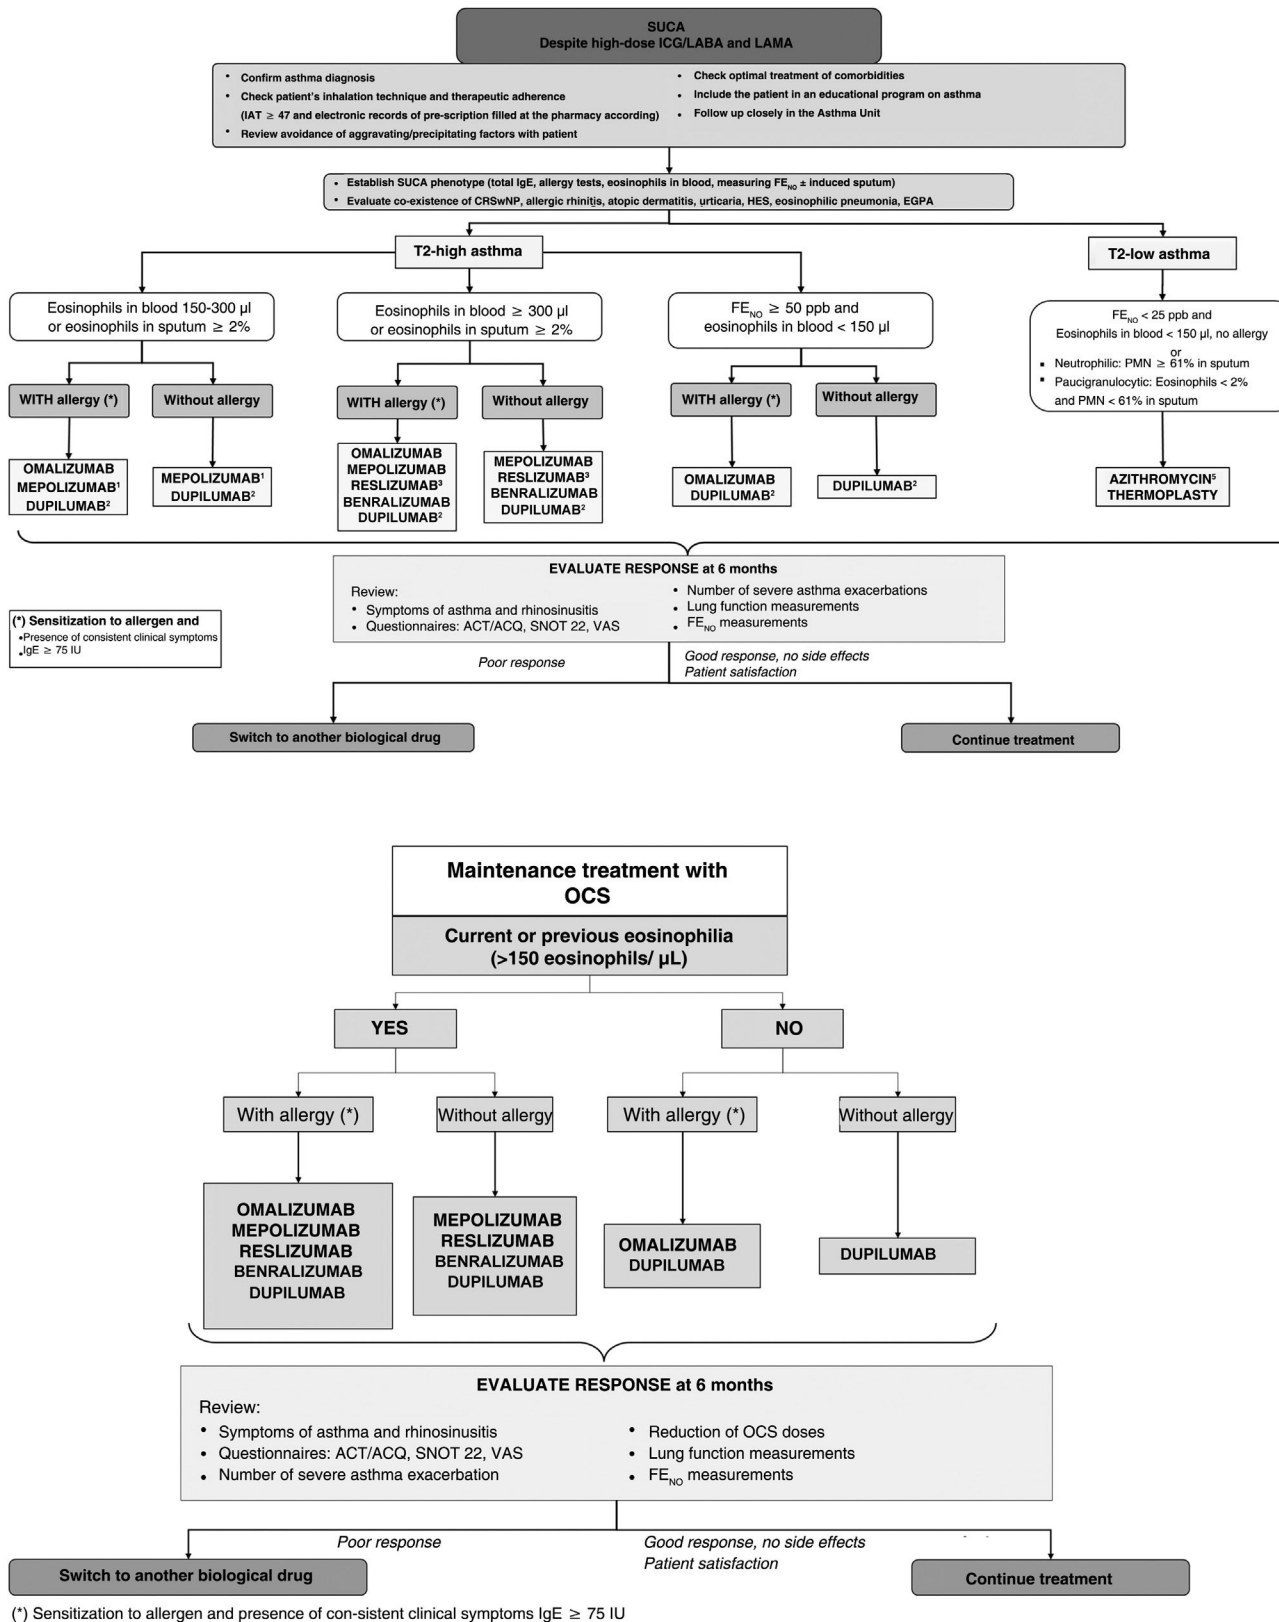 SUCA
Despite high-dose ICG/LABA and LAMA
• Confirm asthma diagnosis
• Check patient's inhalation technique and therapeutic adherence
(IAT ≥ 47 and electronic records of pre-scription filled at the pharmacy according)
• Review avoidance of aggravating/precipitating factors with patient
• Check optimal treatment of comorbidities
• Include the patient in an educational program on asthma
• Follow up closely in the Asthma Unit
• Establish SUCA phenotype (total IgE, allergy tests, eosinophils in blood, measuring FENO ± induced sputum)
• Evaluate co-existence of CRSwNP, allergic rhinitis, atopic dermatitis, urticaria, HES, eosinophilic pneumonia, EGPA
T2-high asthma
T2-low asthma
Eosinophils in blood 150-300 µl
or eosinophils in sputum ≥ 2%
Eosinophils in blood ≥ 300 µl
or eosinophils in sputum ≥ 2%
FENO ≥ 50 ppb and
eosinophils in blood < 150 µl
FENO < 25 ppb and
Eosinophils in blood < 150 µl, no allergy
or
▪ Neutrophilic: PMN ≥ 61% in sputum
▪ Paucigranulocytic: Eosinophils < 2%
and PMN < 61% in sputum
WITH allergy (*)
Without allergy
WITH allergy (*)
Without allergy
WITH allergy (*)
Without allergy
OMALIZUMAB
MEPOLIZUMAB¹
DUPILUMAB²
MEPOLIZUMAB¹
DUPILUMAB²
OMALIZUMAB
MEPOLIZUMAB
RESLIZUMAB³
BENRALIZUMAB
DUPILUMAB²
MEPOLIZUMAB
RESLIZUMAB³
BENRALIZUMAB
DUPILUMAB²
OMALIZUMAB
DUPILUMAB²
DUPILUMAB²
AZITHROMYCIN⁵
THERMOPLASTY
EVALUATE RESPONSE at 6 months
Review:
• Symptoms of asthma and rhinosinusitis
• Questionnaires: ACT/ACQ, SNOT 22, VAS
• Number of severe asthma exacerbations
• Lung function measurements
• FENO measurements
(*) Sensitization to allergen and
•Presence of consistent clinical symptoms
•IgE ≥ 75 IU
Poor response
Good response, no side effects
Patient satisfaction
Switch to another biological drug
Continue treatment
Maintenance treatment with
OCS
Current or previous eosinophilia
(>150 eosinophils/ µL)
YES
NO
With allergy (*)
Without allergy
With allergy (*)
Without allergy
OMALIZUMAB
MEPOLIZUMAB
RESLIZUMAB
BENRALIZUMAB
DUPILUMAB
MEPOLIZUMAB
RESLIZUMAB
BENRALIZUMAB
DUPILUMAB
OMALIZUMAB
DUPILUMAB
DUPILUMAB
EVALUATE RESPONSE at 6 months
Review:
• Symptoms of asthma and rhinosinusitis
• Questionnaires: ACT/ACQ, SNOT 22, VAS
• Number of severe asthma exacerbation
• Reduction of OCS doses
• Lung function measurements
• FENO measurements
Poor response
Good response, no side effects
Patient satisfaction
Switch to another biological drug
Continue treatment
(*) Sensitization to allergen and presence of con-sistent clinical symptoms IgE ≥ 75 IU